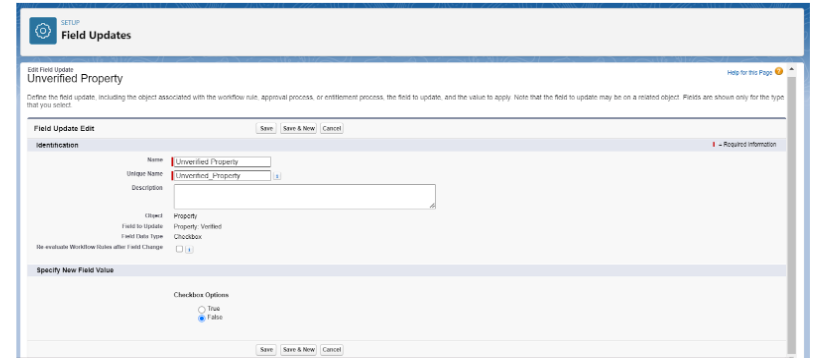 SETUP
Field Updates
Edit Field Update
Unverified Property
Help for this Page
Define the field update, including the object associated with the workflow rule, approval process, or entitlement process, the field to update, and the value to apply. Note that the field to update may be on a related object. Fields are shown only for the type
that you select.
Field Update Edit Save Save & New Cancel
Identification = Required Information
Name Unverified Property
Unique Name Unverified_Property i
Description
Object Property
Field to Update Property: Verified
Field Data Type Checkbox
Re-evaluate Workflow Rules after Field Change i
Specify New Field Value
Checkbox Options
True
False
Save Save & New Cancel